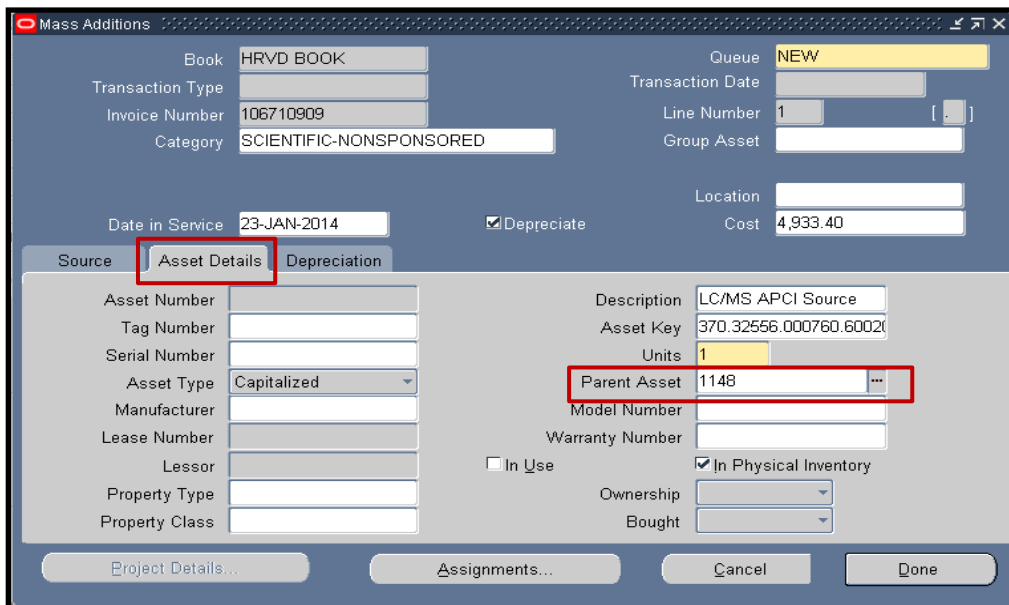 Mass Additions
Book HRVD BOOK Queue NEW
Transaction Type Transaction Date
Invoice Number 106710909 Line Number 1 [ . ]
Category SCIENTIFIC-NONSPONSORED Group Asset
Location
Date in Service 23-JAN-2014 Depreciate Cost 4,933.40
Source Asset Details Depreciation
Asset Number Description LC/MS APCI Source
Tag Number Asset Key 370.32556.000760.6002
Serial Number Units 1
Asset Type Capitalized Parent Asset 1148 ...
Manufacturer Model Number
Lease Number Warranty Number
Lessor In Use In Physical Inventory
Property Type Ownership
Property Class Bought
Project Details... Assignments... Cancel Done